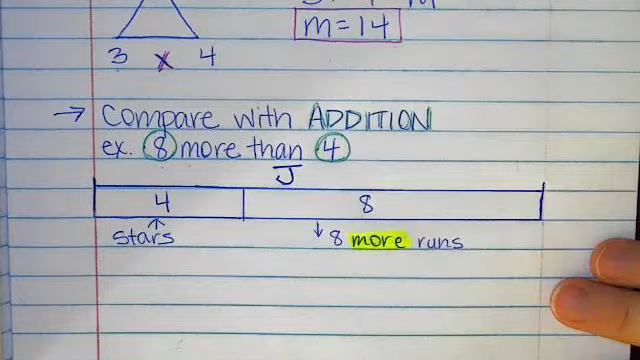 m = 14
3 x 4
→ Compare with ADDITION
ex. 8 more than 4
J
4 8
↑ ↓ 8 more runs
stars